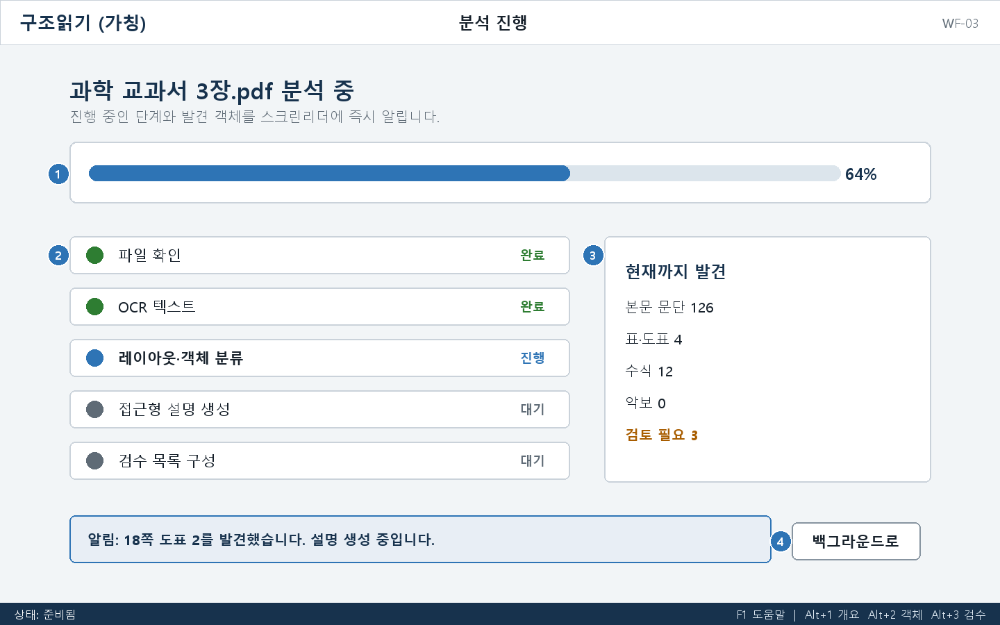 구조읽기 (가칭)
분석 진행
WF-03
과학 교과서 3장.pdf 분석 중
진행 중인 단계와 발견 객체를 스크린리더에 즉시 알립니다.
1
64%
2
파일 확인
완료
OCR 텍스트
완료
레이아웃·객체 분류
진행
접근형 설명 생성
대기
검수 목록 구성
대기
3
현재까지 발견
본문 문단 126
표·도표 4
수식 12
악보 0
검토 필요 3
알림: 18쪽 도표 2를 발견했습니다. 설명 생성 중입니다.
4
백그라운드로
상태: 준비됨
F1 도움말 | Alt+1 개요 Alt+2 객체 Alt+3 검수